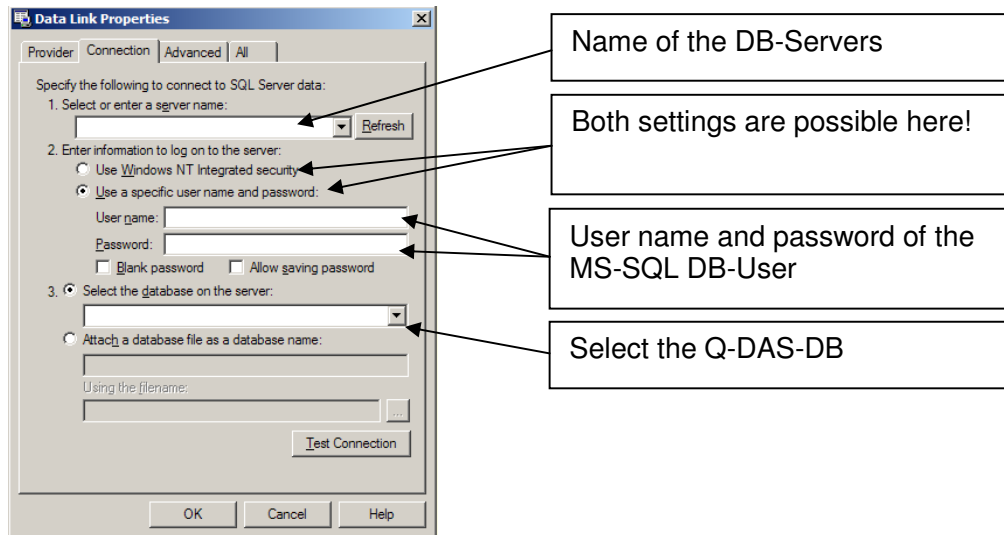 Data Link Properties
Provider Connection Advanced All
Specify the following to connect to SQL Server data:
1. Select or enter a server name:
Refresh
2. Enter information to log on to the server:
Use Windows NT Integrated security
Use a specific user name and password:
User name:
Password:
Blank password Allow saving password
3. Select the database on the server:
Attach a database file as a database name:
Using the filename:
...
Test Connection
OK Cancel Help
Name of the DB-Servers
Both settings are possible here!
User name and password of the
MS-SQL DB-User
Select the Q-DAS-DB